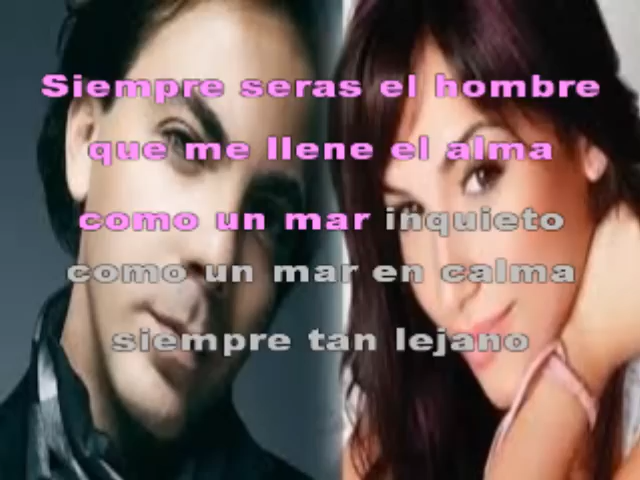 Siempre seras el hombre
que me llene el alma
como un mar inquieto
como un mar en calma
siempre tan lejano